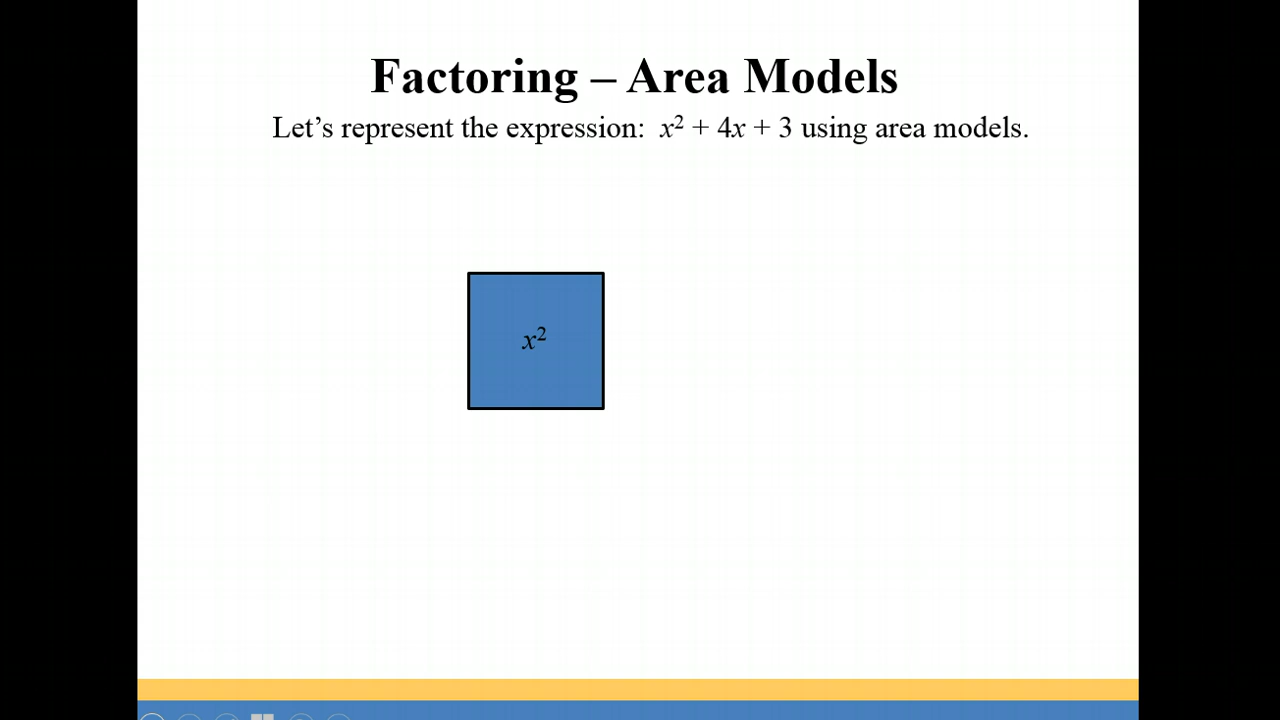 Factoring – Area Models
Let’s represent the expression: x² + 4x + 3 using area models.
x²